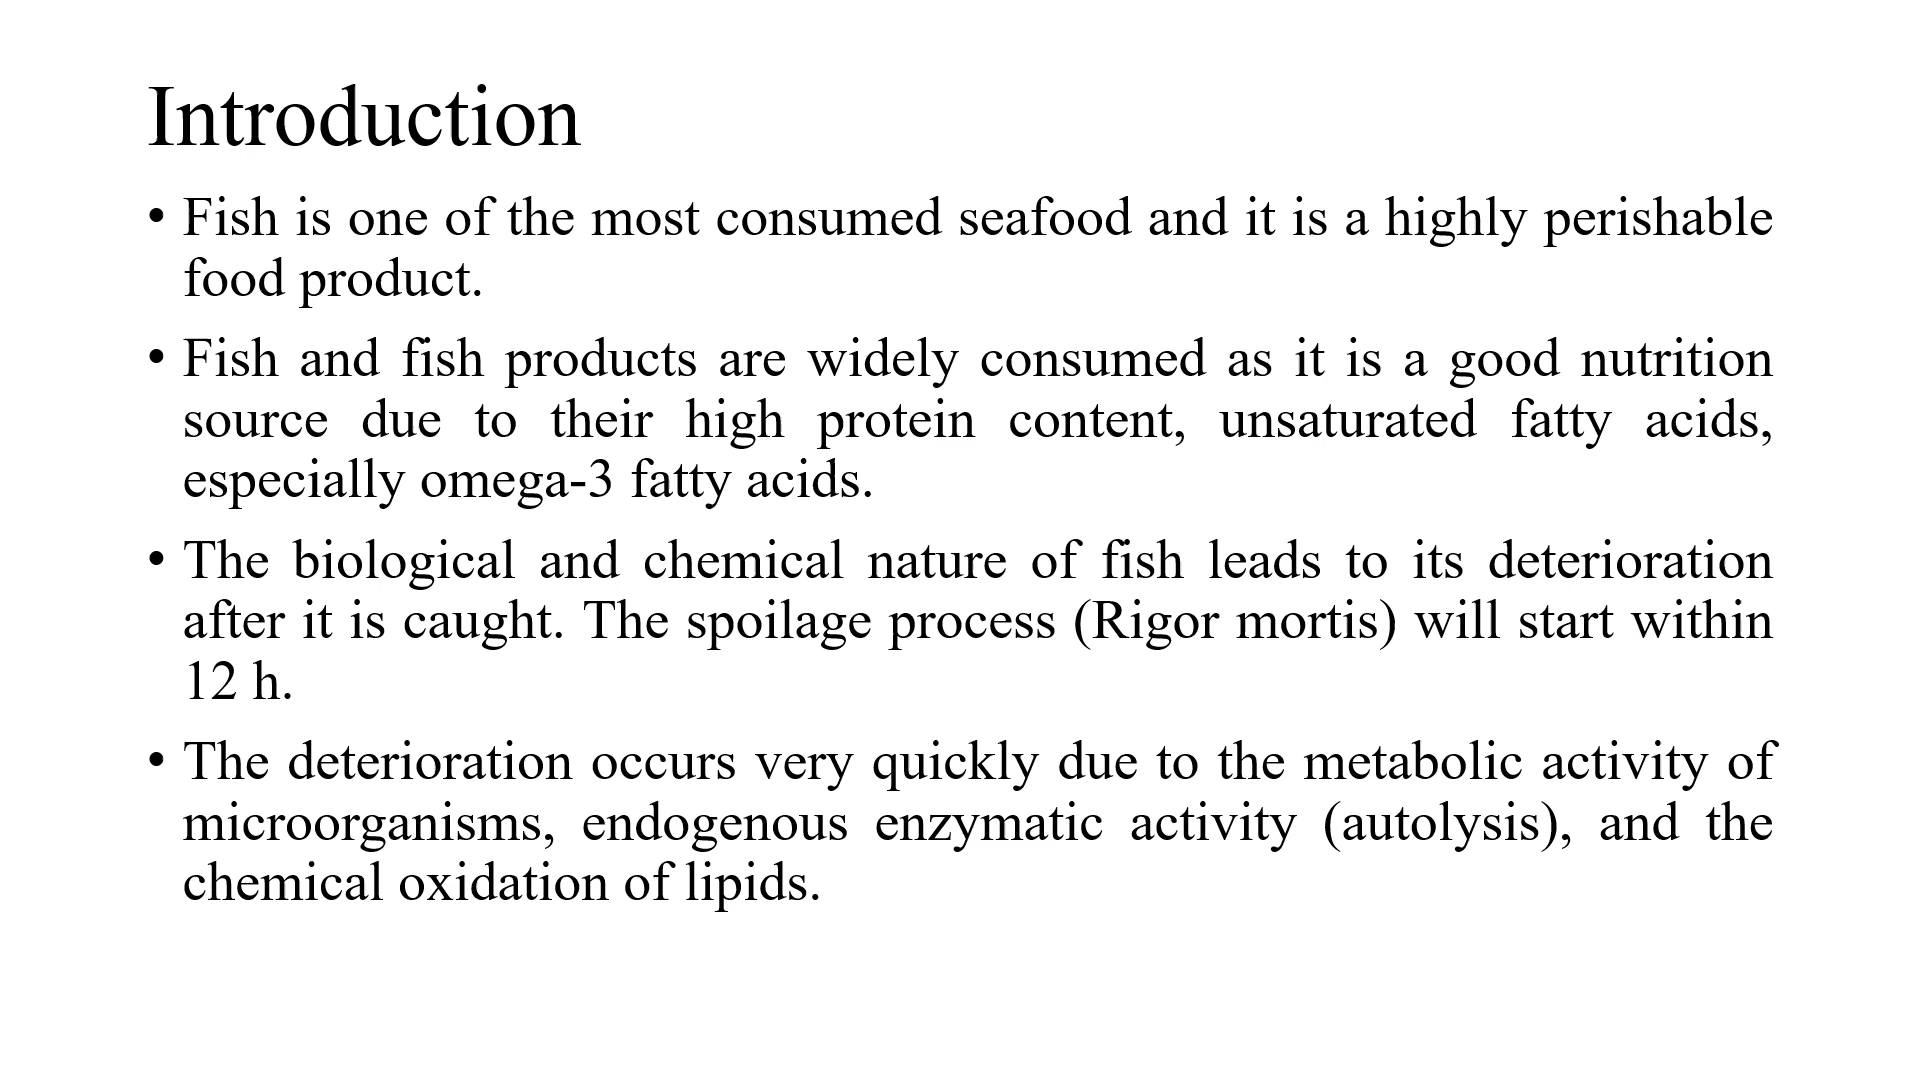 Introduction
• Fish is one of the most consumed seafood and it is a highly perishable
food product.
• Fish and fish products are widely consumed as it is a good nutrition
source due to their high protein content, unsaturated fatty acids,
especially omega-3 fatty acids.
• The biological and chemical nature of fish leads to its deterioration
after it is caught. The spoilage process (Rigor mortis) will start within
12 h.
• The deterioration occurs very quickly due to the metabolic activity of
microorganisms, endogenous enzymatic activity (autolysis), and the
chemical oxidation of lipids.